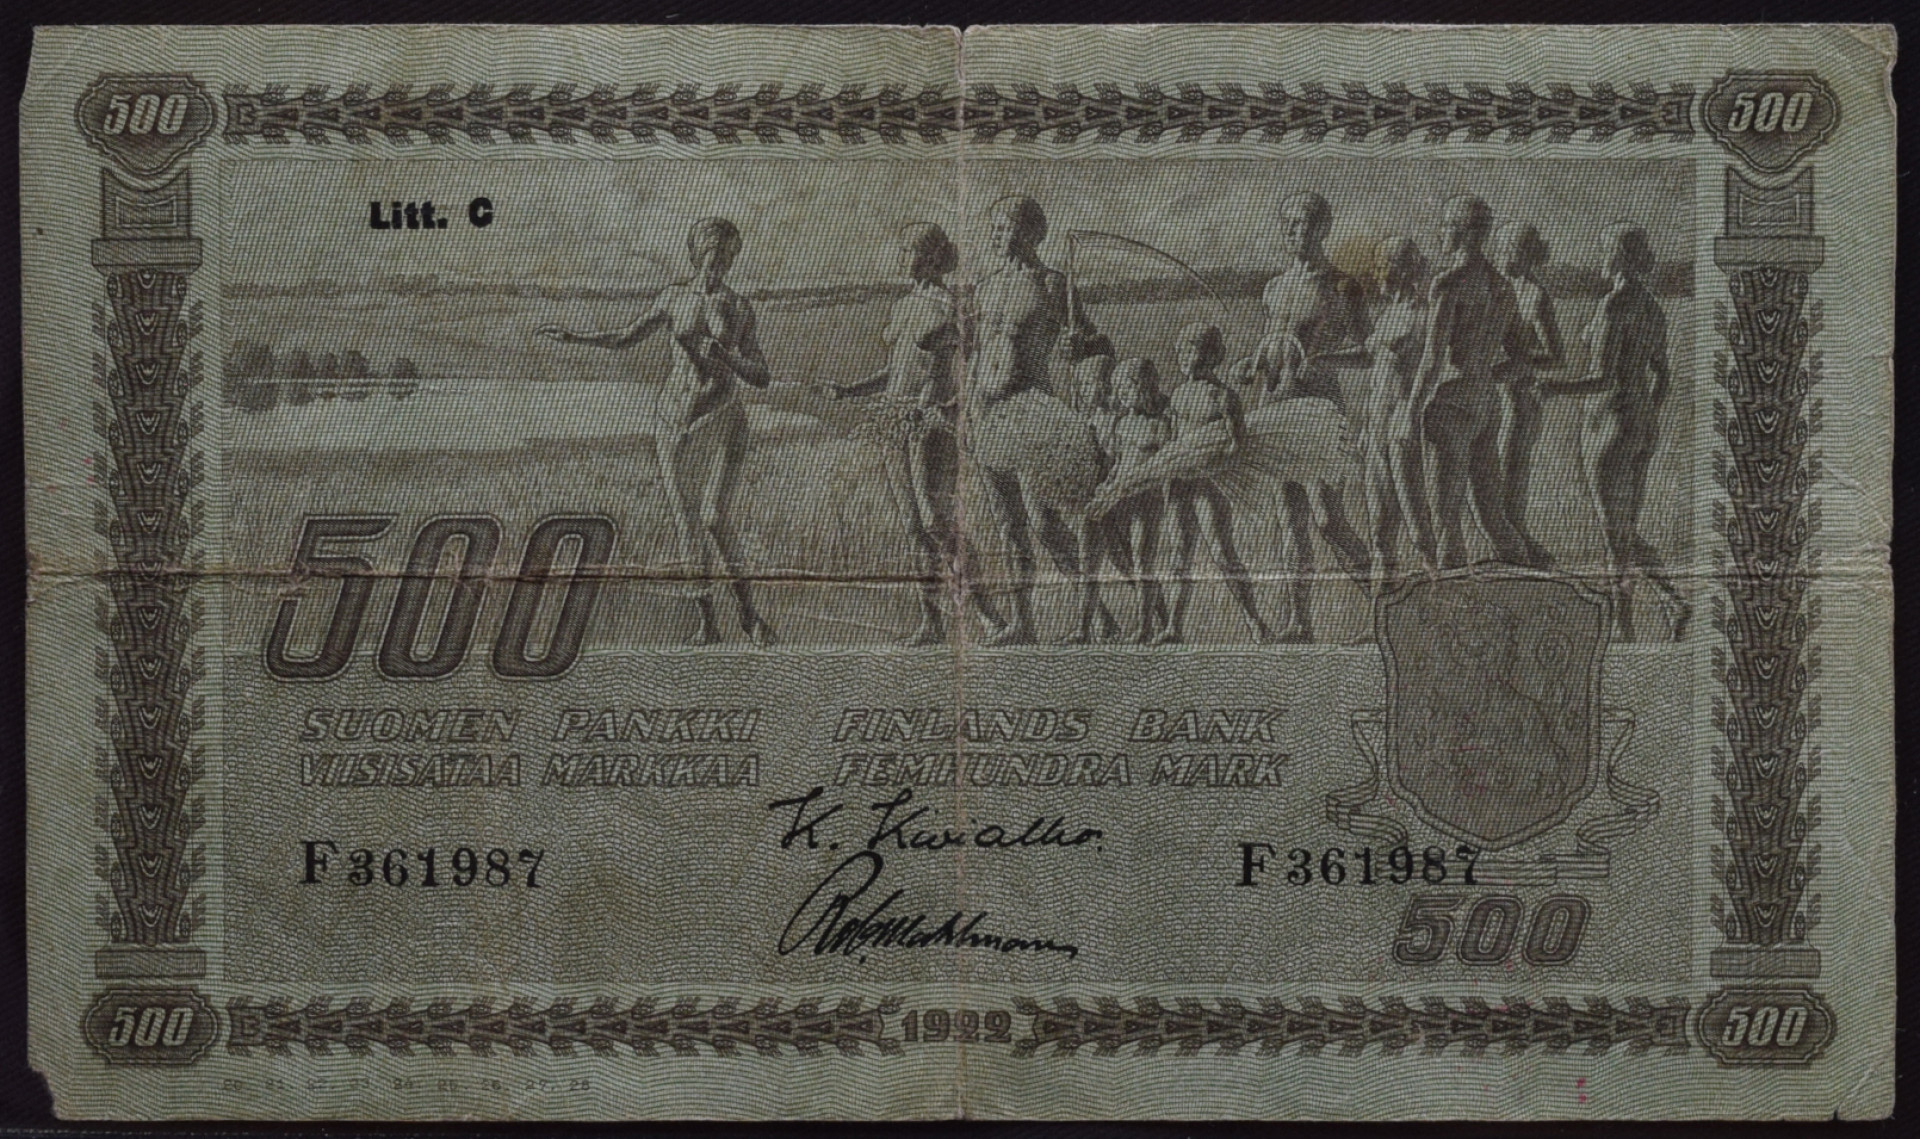 500 500
Litt. C
500
SUOMEN PANKKI FINLANDS BANK
VIISISATAA MARKKAA FEMHUNDRA MARK
K. Kivialho.
F361987 F361987
500
500 1922 500